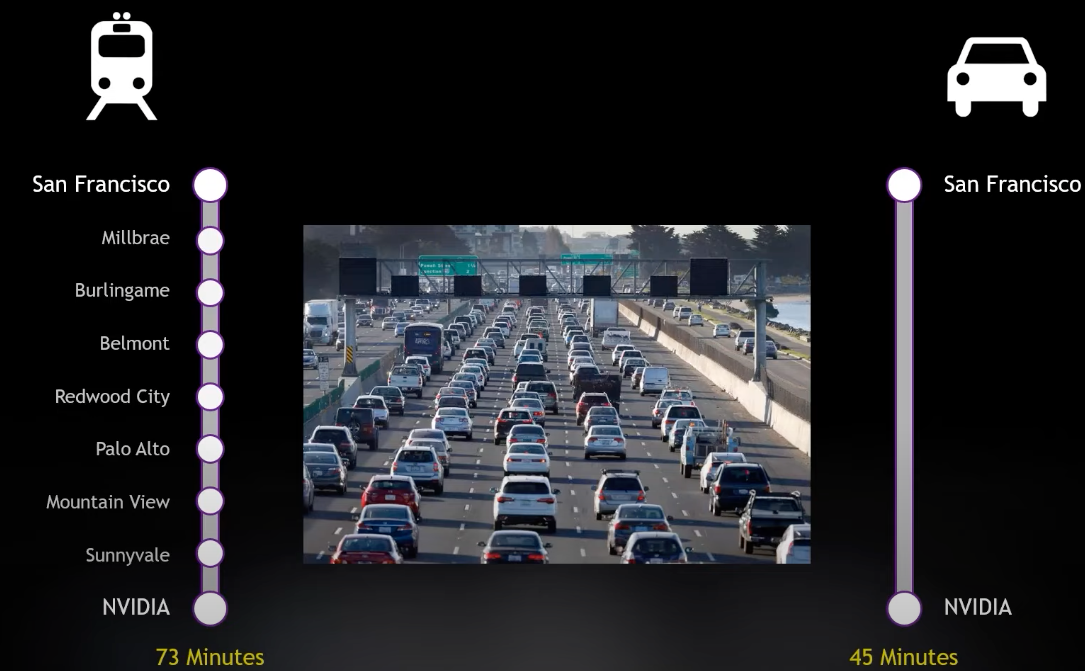 San Francisco
Millbrae
Burlingame
Belmont
Redwood City
Palo Alto
Mountain View
Sunnyvale
NVIDIA
73 Minutes
San Francisco
NVIDIA
45 Minutes